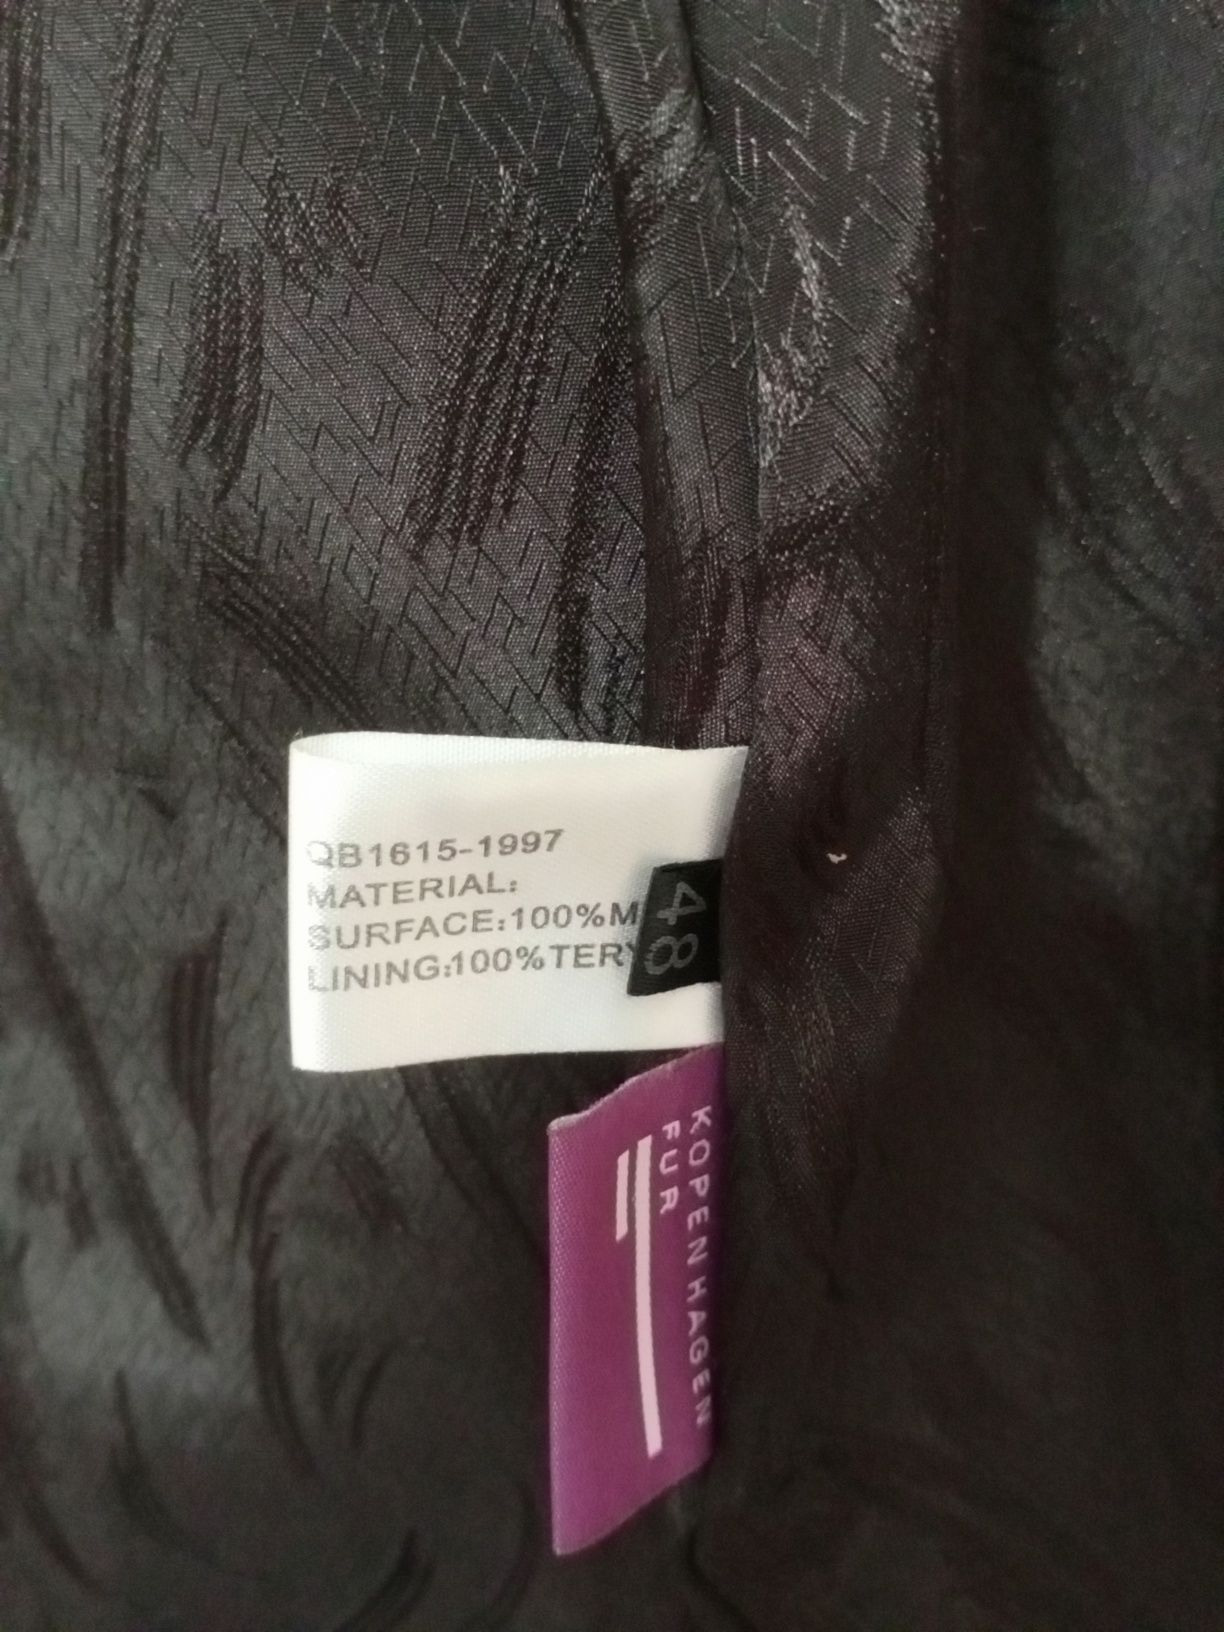 QB1615-1997
MATERIAL:
SURFACE:100%M
LINING:100%TERY
48
KOPENHAGEN
FUR